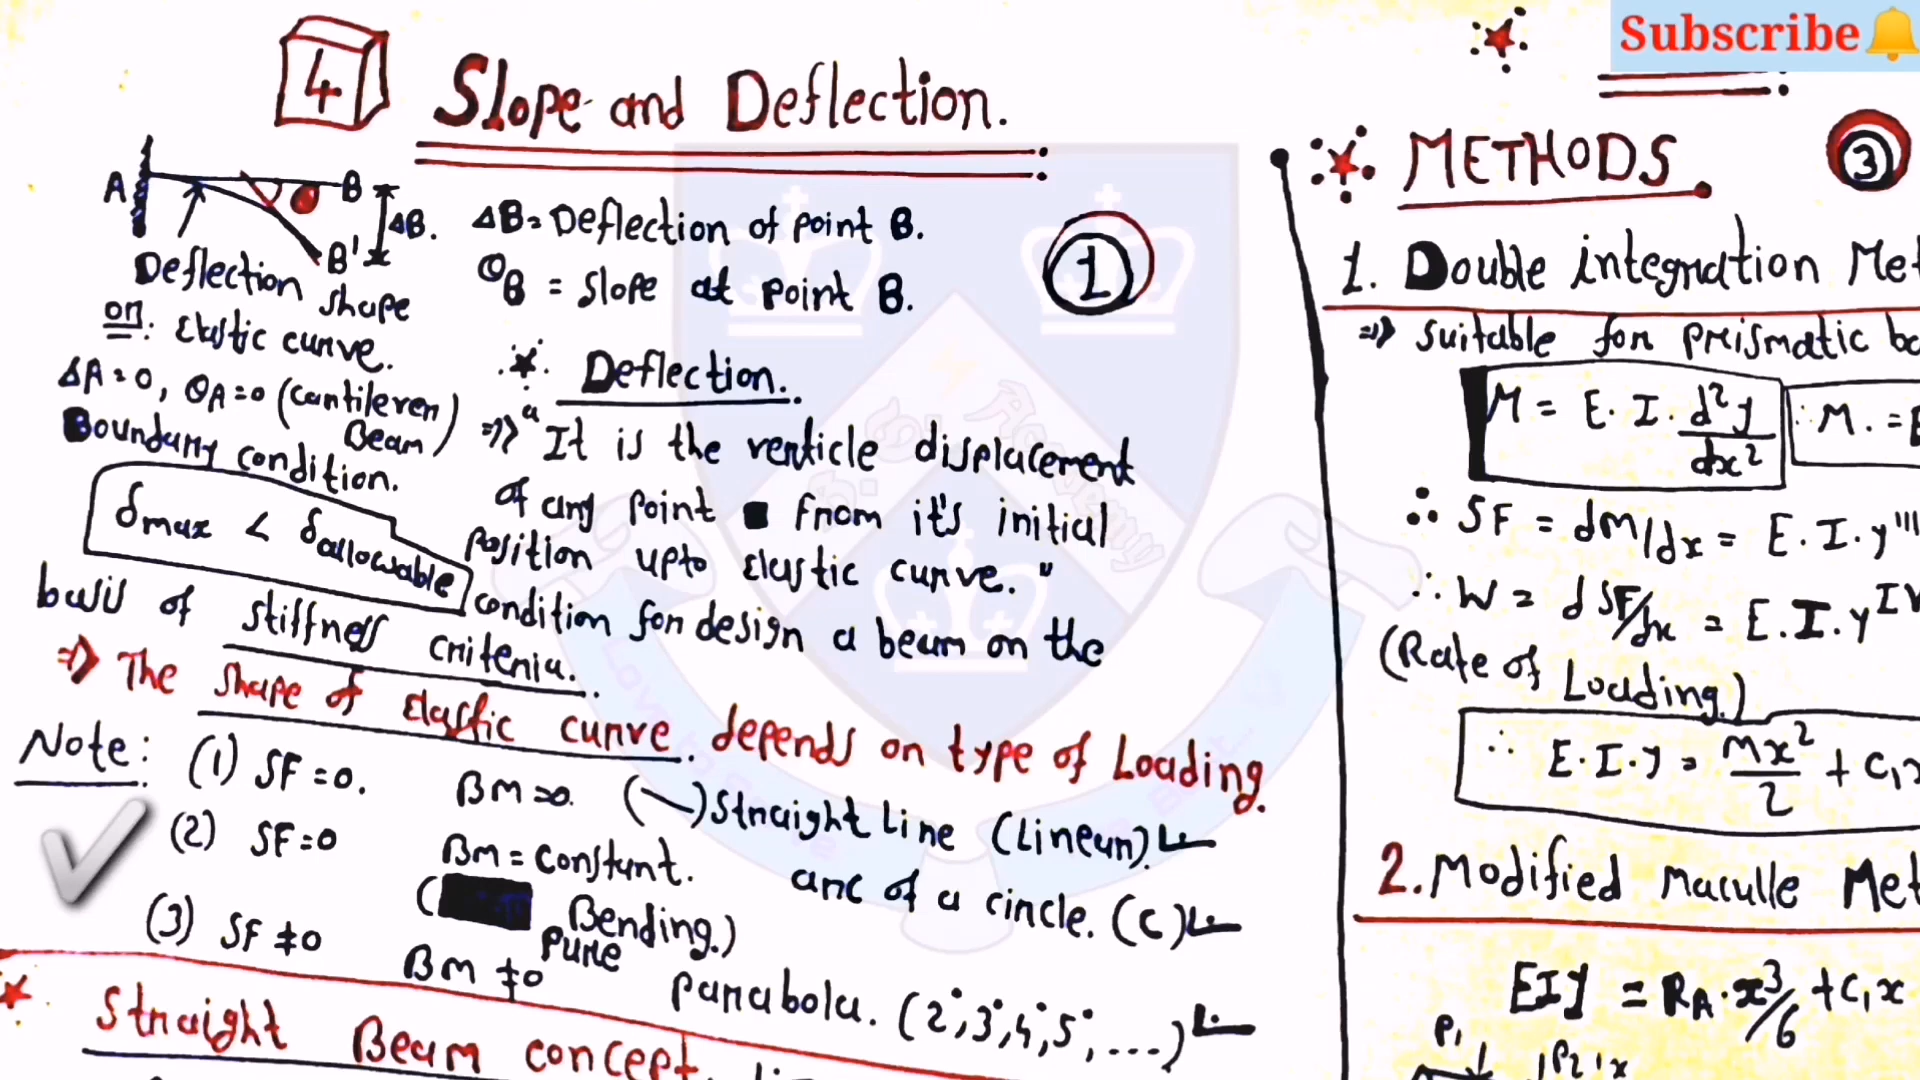 Subscribe
4 Slope and Deflection.
A
B
ΔB.
B'
Deflection shape
or: Elastic curve.
ΔA=0, θA=0 (cantilever Beam)
Boundary condition.
ΔB= Deflection of point B.
θB = Slope at point B.
1
Deflection.
=>> "It is the verticle displacement
of any point from it's initial
position upto Elastic curve."
δmax < δallowable condition for design a beam on the
basis of stiffness criteria.
=> The shape of Elastic curve depends on type of Loading.
Note: (1) SF=0. BM=0. Straight Line (Linear).
(2) SF=0 BM=constant. arc of a circle. (c)
(Pure Bending.)
(3) SF≠0 BM≠0 parabola. (2°,3°,4°,5°,....)
Straight Beam concept.
METHODS.
3
1. Double integration Met
=>> suitable for prismatic
M = E.I.d²y/dx²
∴ M. =E
∴ SF = dM/dx = E.I.y'''
∴ W = dSF/dx = E.I.y^IV
(Rate of Loading.)
∴ E.I.y = Mx²/2 + C₁x
2. Modified Maculle Met
EIY = RA.x³/6 + C₁x
P₁
P₂
x